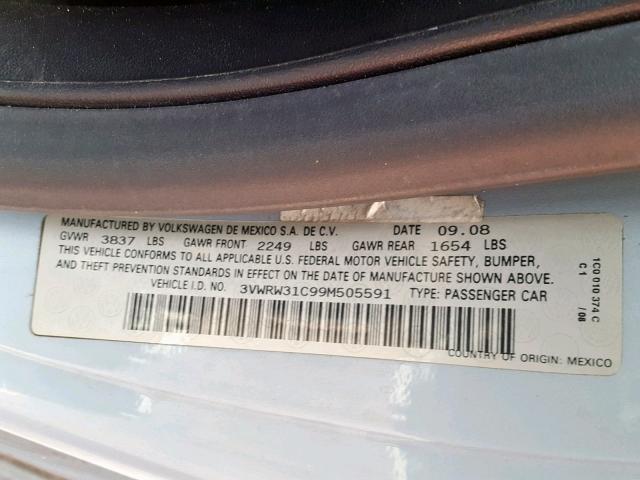 MANUFACTURED BY VOLKSWAGEN DE MEXICO S.A. DE C.V. DATE 09.08
GVWR 3837 LBS GAWR FRONT 2249 LBS GAWR REAR 1654 LBS
THIS VEHICLE CONFORMS TO ALL APPLICABLE U.S. FEDERAL MOTOR VEHICLE SAFETY, BUMPER,
AND THEFT PREVENTION STANDARDS IN EFFECT ON THE DATE OF MANUFACTURE SHOWN ABOVE.
VEHICLE I.D. NO. 3VWRW31C99M505591 TYPE: PASSENGER CAR
COUNTRY OF ORIGIN: MEXICO
1C0 010 374 C
C 1 / 08